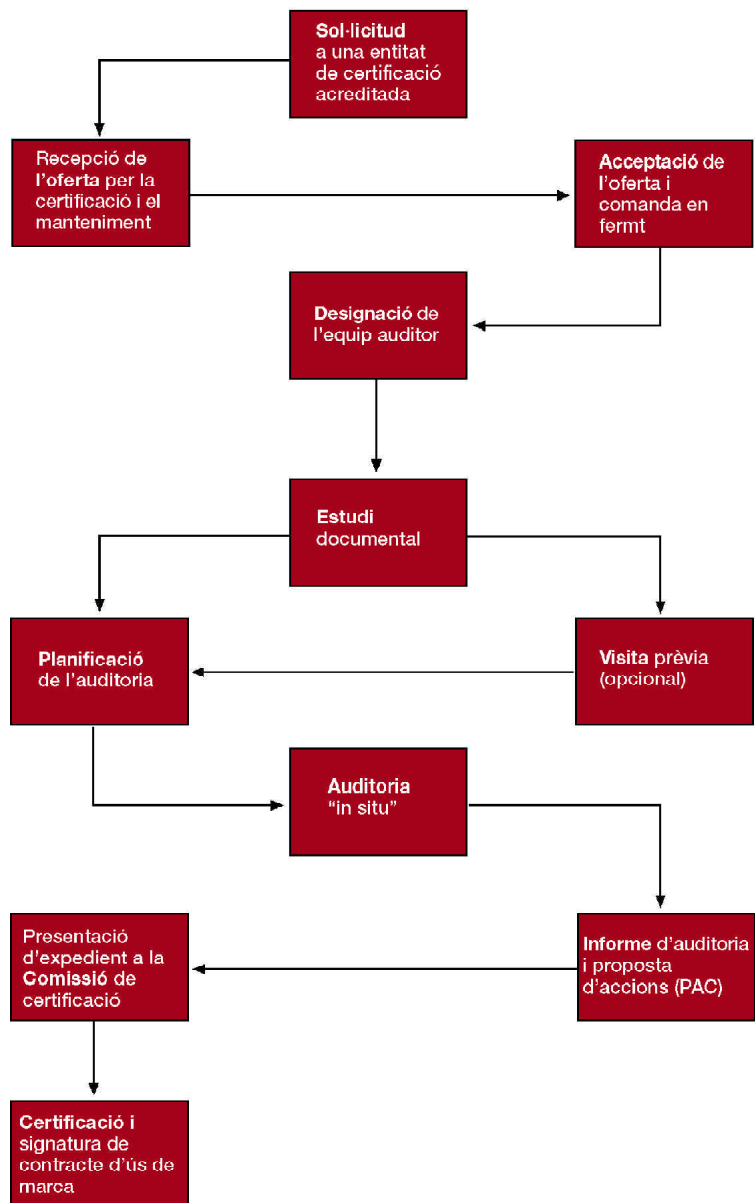 Sol·licitud
a una entitat
de certificació
acreditada
Recepció de
l'oferta per la
certificació i el
manteniment
Acceptació de
l'oferta i
comanda en
fermt
Designació de
l'equip auditor
Estudi
documental
Planificació
de l'auditoria
Visita prèvia
(opcional)
Auditoria
“in situ”
Informe d'auditoria
i proposta
d'accions (PAC)
Presentació
d'expedient a la
Comissió de
certificació
Certificació i
signatura de
contracte d'ús de
marca